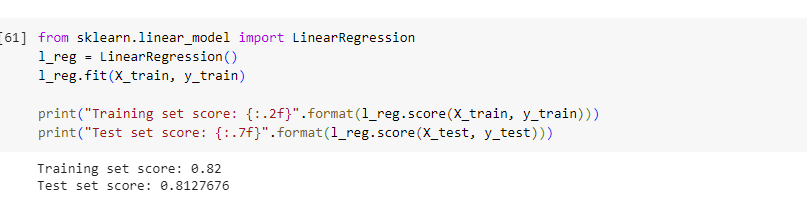 [61] from sklearn.linear_model import LinearRegression
l_reg = LinearRegression()
l_reg.fit(X_train, y_train)
print("Training set score: {:.2f}".format(l_reg.score(X_train, y_train)))
print("Test set score: {:.7f}".format(l_reg.score(X_test, y_test)))
Training set score: 0.82
Test set score: 0.8127676